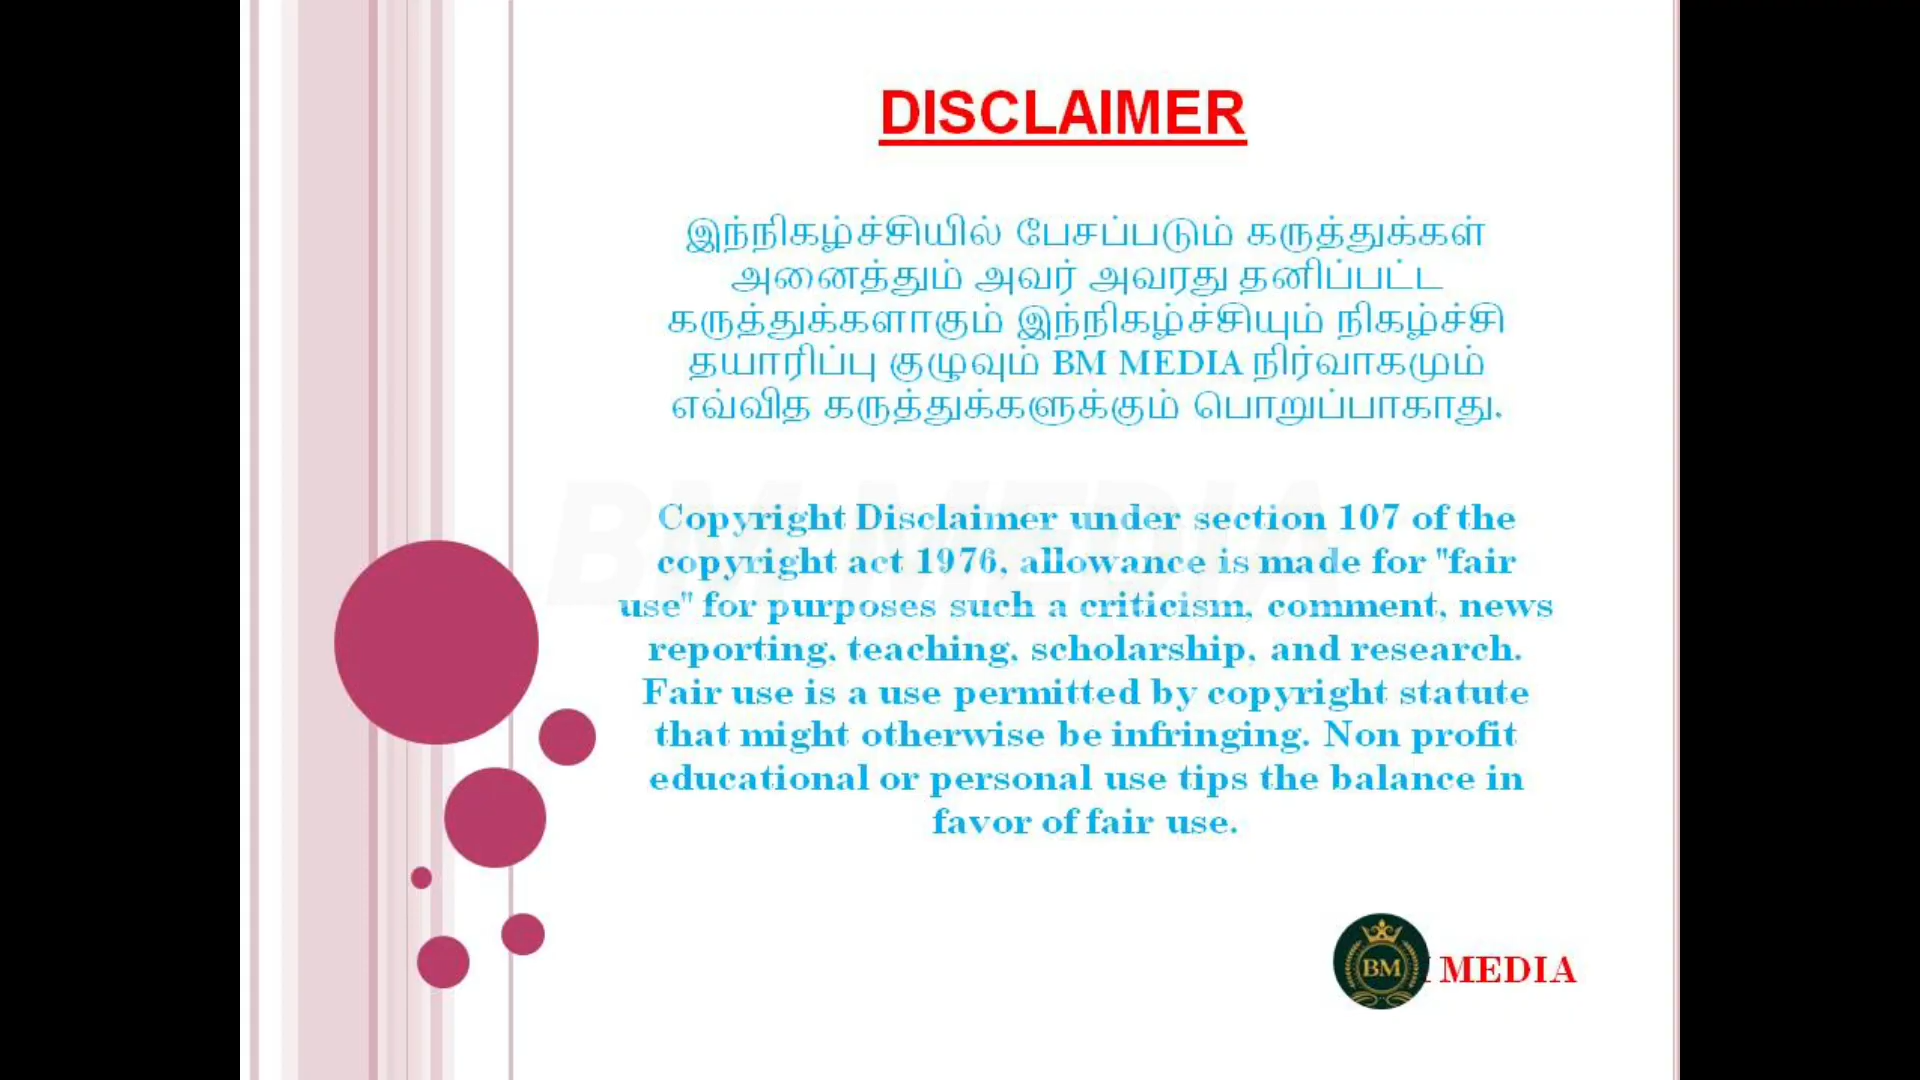 DISCLAIMER
இந்நிகழ்ச்சியில் பேசப்படும் கருத்துக்கள்
அனைத்தும் அவர் அவரது தனிப்பட்ட
கருத்துக்களாகும் இந்நிகழ்ச்சியும் நிகழ்ச்சி
தயாரிப்பு குழுவும் BM MEDIA நிர்வாகமும்
எவ்வித கருத்துக்களுக்கும் பொறுப்பாகாது.
BM MEDIA
Copyright Disclaimer under section 107 of the
copyright act 1976, allowance is made for "fair
use" for purposes such a criticism, comment, news
reporting, teaching, scholarship, and research.
Fair use is a use permitted by copyright statute
that might otherwise be infringing. Non profit
educational or personal use tips the balance in
favor of fair use.
BM MEDIA